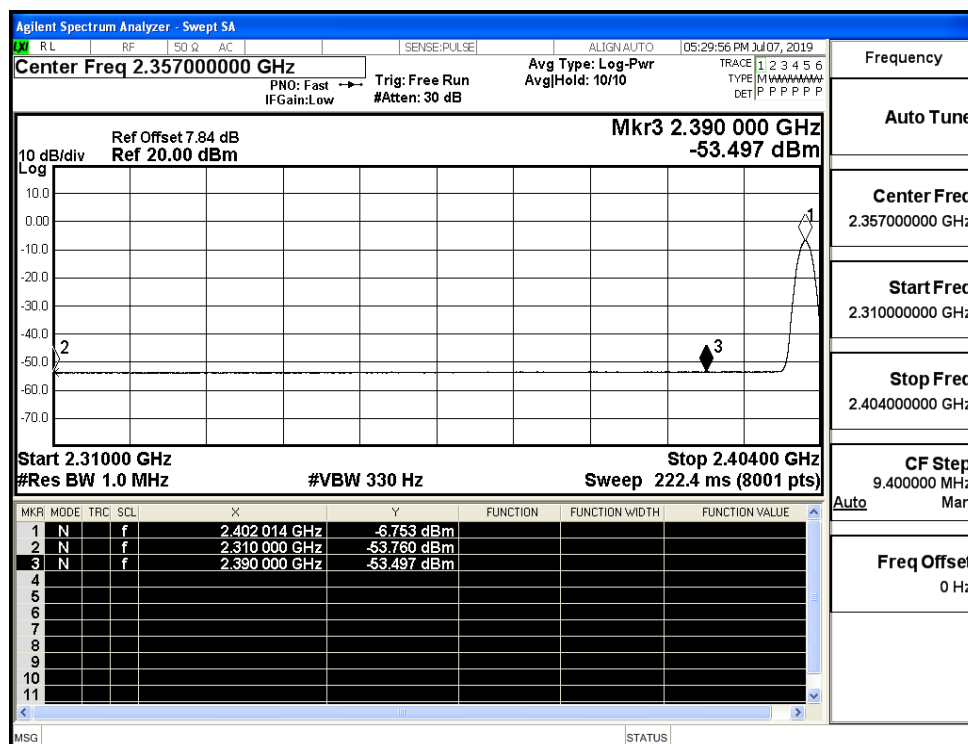 Agilent Spectrum Analyzer - Swept SA
LXI RL RF 50 Ω AC SENSE:PULSE ALIGN AUTO 05:29:56 PM Jul 07, 2019
Center Freq 2.357000000 GHz
PNO: Fast
IFGain:Low
Trig: Free Run
#Atten: 30 dB
Avg Type: Log-Pwr
Avg|Hold: 10/10
TRACE 1 2 3 4 5 6
TYPE M
DET P P P P P P
Ref Offset 7.84 dB
10 dB/div Ref 20.00 dBm
Log
Mkr3 2.390 000 GHz
-53.497 dBm
10.0
0.00
-10.0
-20.0
-30.0
-40.0
-50.0
-60.0
-70.0
1
2
3
Start 2.31000 GHz Stop 2.40400 GHz
#Res BW 1.0 MHz #VBW 330 Hz Sweep 222.4 ms (8001 pts)
MKR MODE TRC SCL X Y FUNCTION FUNCTION WIDTH FUNCTION VALUE
1 N f 2.402 014 GHz -6.753 dBm
2 N f 2.310 000 GHz -53.760 dBm
3 N f 2.390 000 GHz -53.497 dBm
4
5
6
7
8
9
10
11
MSG STATUS
Frequency
Auto Tune
Center Freq
2.357000000 GHz
Start Freq
2.310000000 GHz
Stop Freq
2.404000000 GHz
CF Step
9.400000 MHz
Auto Man
Freq Offset
0 Hz